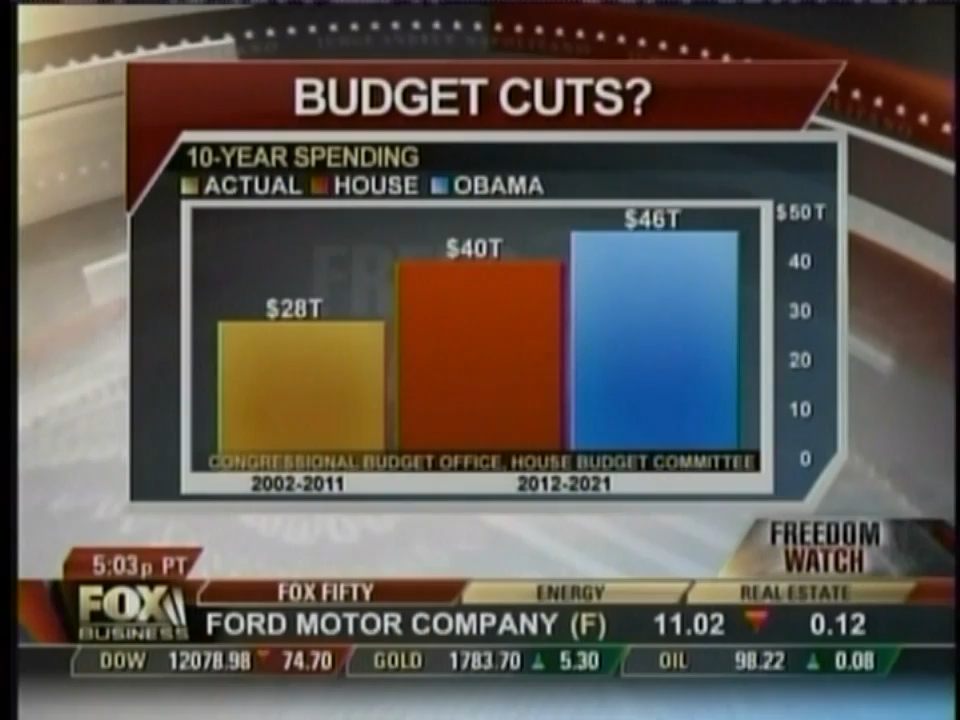 BUDGET CUTS?
10-YEAR SPENDING
ACTUAL HOUSE OBAMA
$50T
$46T
$40T
40
$28T
30
20
10
0
CONGRESSIONAL BUDGET OFFICE, HOUSE BUDGET COMMITTEE
2002-2011 2012-2021
FREEDOM
WATCH
5:03p PT
FOX FIFTY ENERGY REAL ESTATE
FOX
BUSINESS
FORD MOTOR COMPANY (F) 11.02 0.12
DOW 12078.98 74.70 GOLD 1783.70 5.30 OIL 98.22 0.08